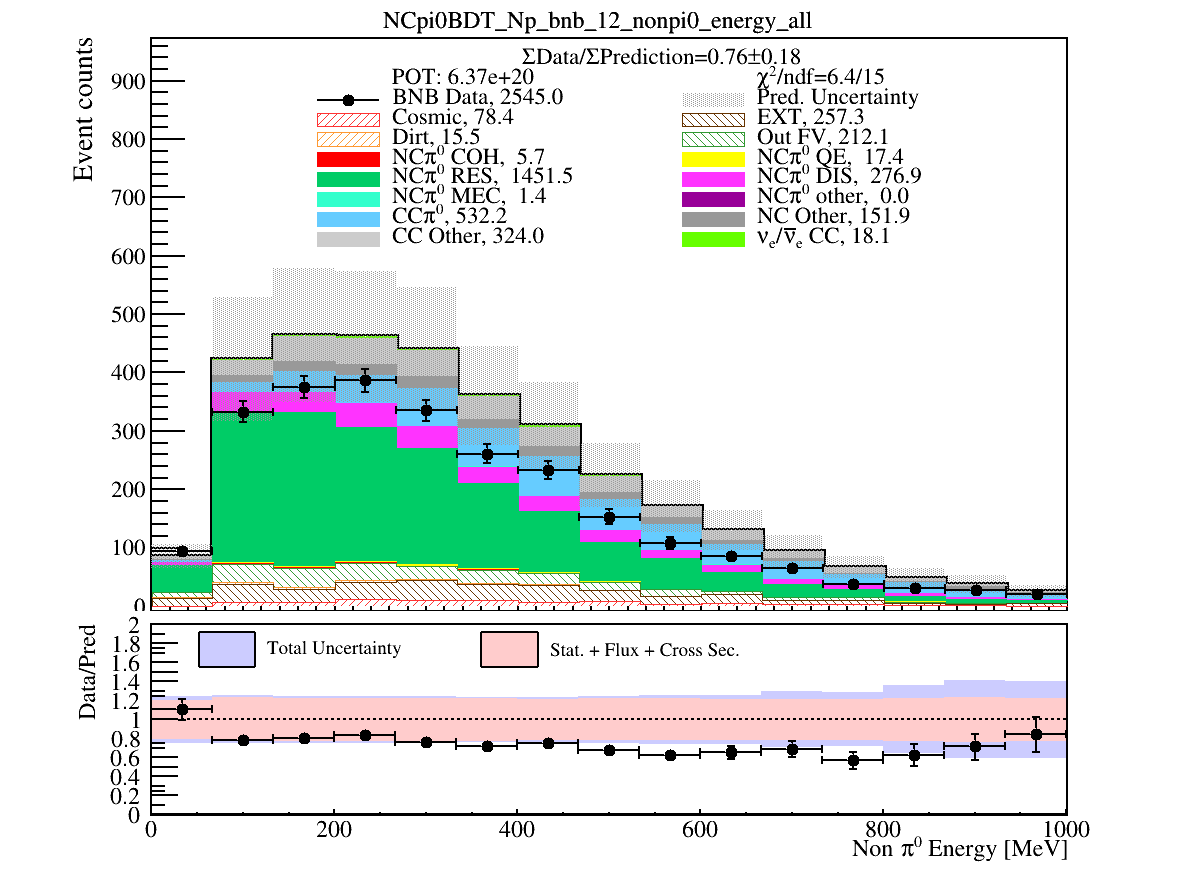 NCpi0BDT_Np_bnb_12_nonpi0_energy_all
ΣData/ΣPrediction=0.76±0.18
POT: 6.37e+20
χ²/ndf=6.4/15
BNB Data, 2545.0
Pred. Uncertainty
Cosmic, 78.4
EXT, 257.3
Dirt, 15.5
Out FV, 212.1
NCπ⁰ COH, 5.7
NCπ⁰ QE, 17.4
NCπ⁰ RES, 1451.5
NCπ⁰ DIS, 276.9
NCπ⁰ MEC, 1.4
NCπ⁰ other, 0.0
CCπ⁰, 532.2
NC Other, 151.9
CC Other, 324.0
νₑ/ν̅ₑ CC, 18.1
Event counts
900
800
700
600
500
400
300
200
100
0
Total Uncertainty
Stat. + Flux + Cross Sec.
Data/Pred
2
1.8
1.6
1.4
1.2
1
0.8
0.6
0.4
0.2
0
0 200 400 600 800 1000
Non π⁰ Energy [MeV]